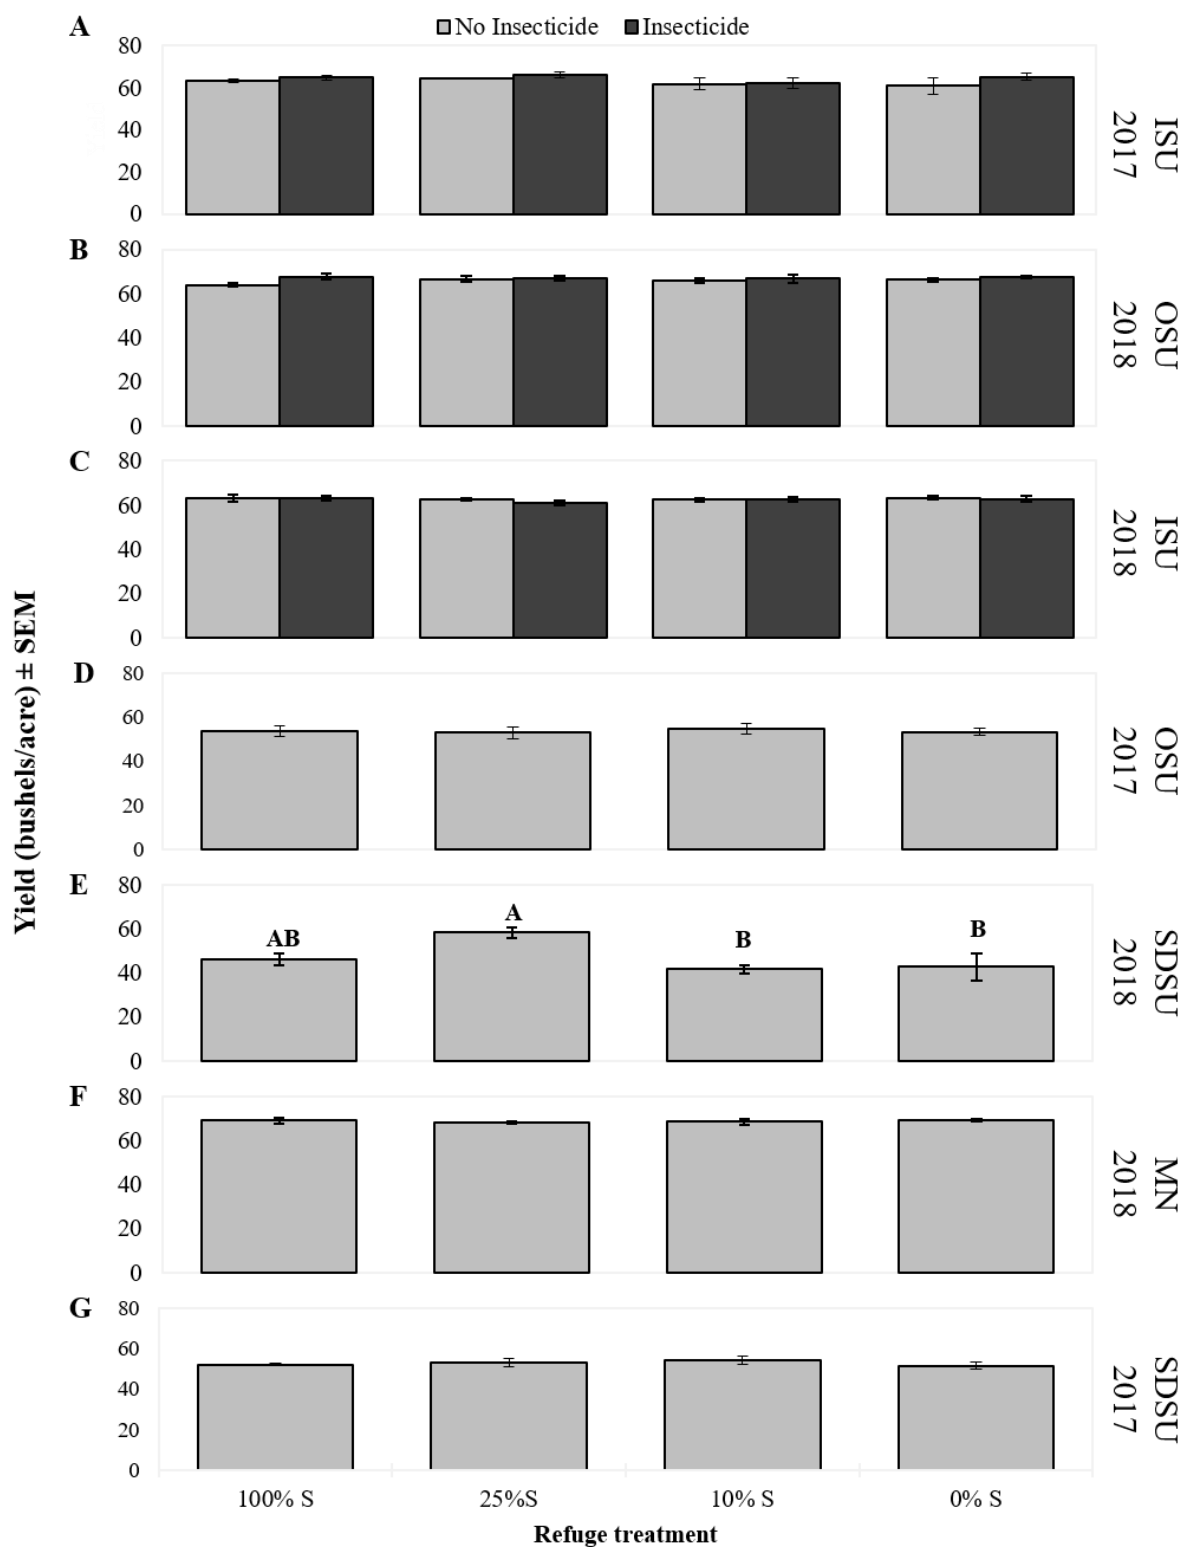 A
No Insecticide Insecticide
80
60
40
20
0
ISU
2017
B
80
60
40
20
0
OSU
2018
C
80
60
40
20
0
ISU
2018
Yield (bushels/acre) ± SEM
D
80
60
40
20
0
OSU
2017
E
80
60
40
20
0
AB A B B
SDSU
2018
F
80
60
40
20
0
MN
2018
G
80
60
40
20
0
SDSU
2017
100% S 25%S 10% S 0% S
Refuge treatment